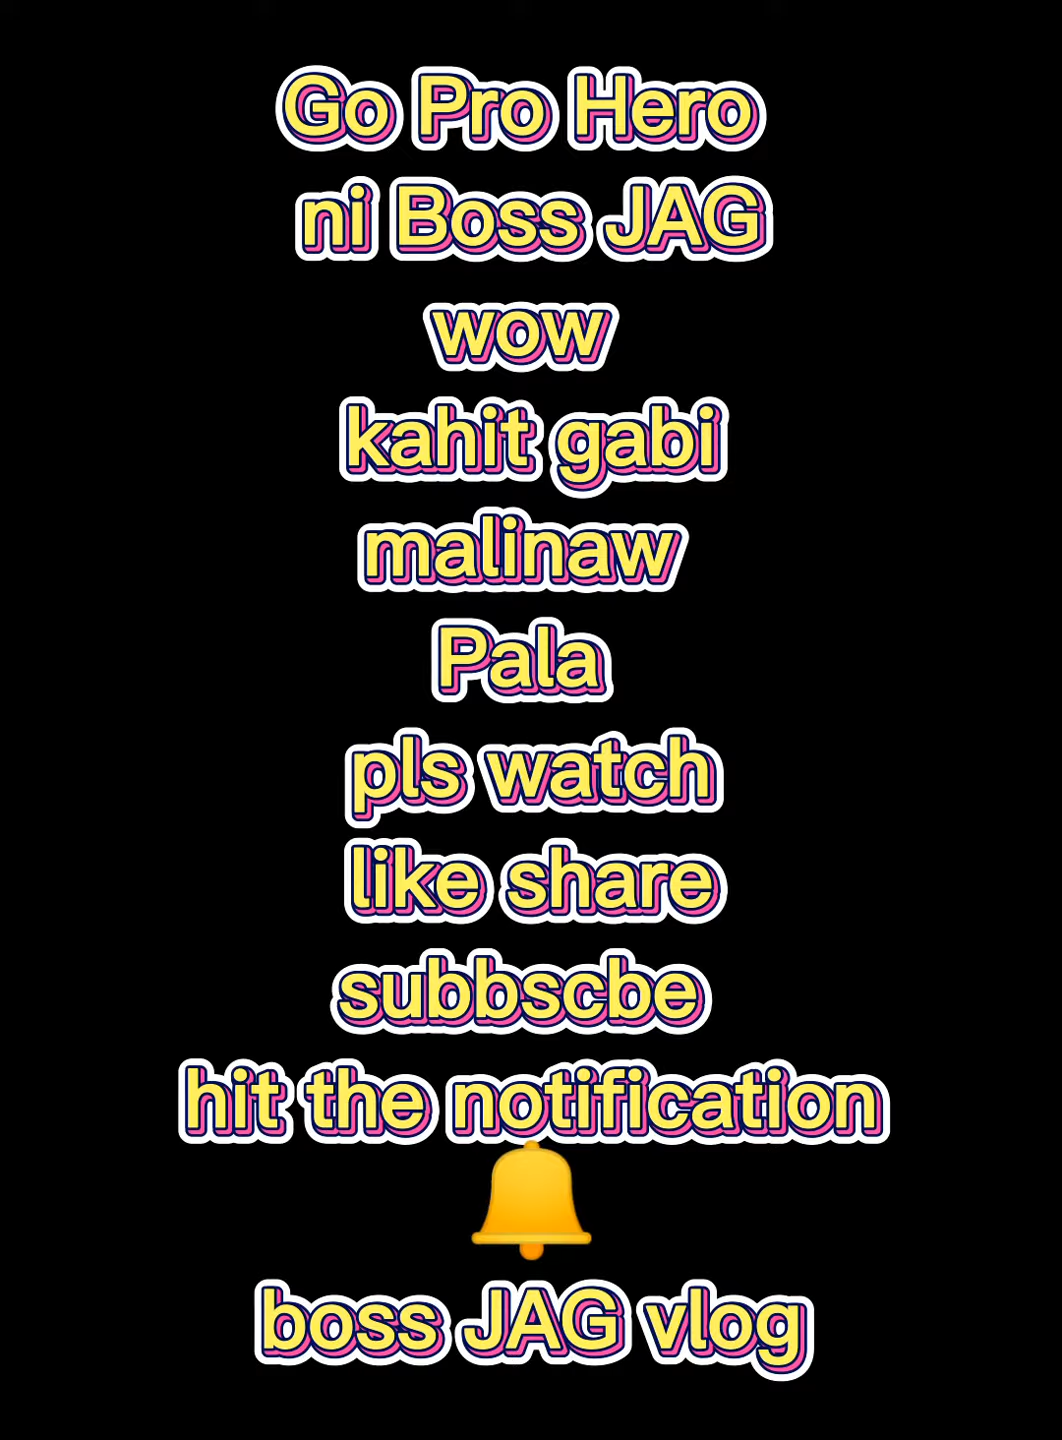 Go Pro Hero
ni Boss JAG
wow
kahit gabi
malinaw
Pala
pls watch
like share
subbscbe
hit the notification
🔔
boss JAG vlog